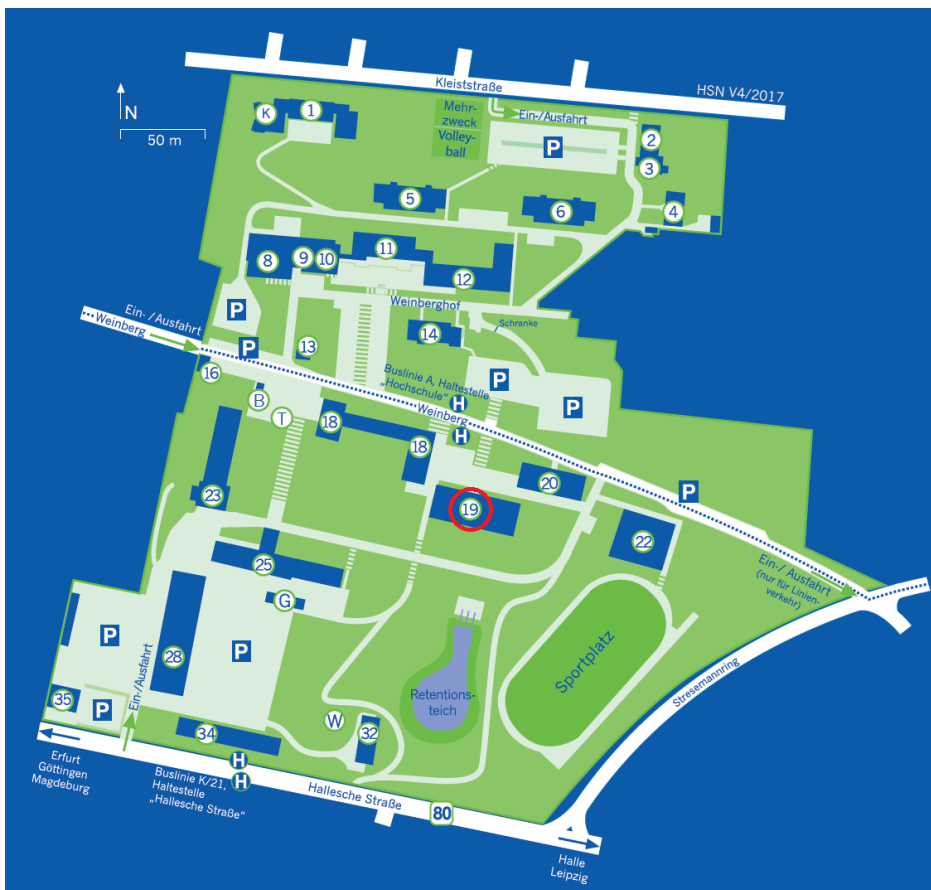 Kleiststraße
HSN V4/2017
N
50 m
K
1
Mehr-
zweck
Volley-
ball
Ein-/Ausfahrt
P
2
3
4
5
6
8
9
10
11
12
Weinberghof
Schranke
14
13
P
P
Ein- /Ausfahrt
Weinberg
16
Buslinie A, Haltestelle
„Hochschule“
H
Weinberg
H
P
P
B
T
18
18
20
19
P
22
23
25
G
Ein-/ Ausfahrt
(nur für Linien-
verkehr)
Sportplatz
Stresemannring
P
28
P
Ein-/Ausfahrt
Retentions-
teich
35
P
34
W
32
H
H
Erfurt
Göttingen
Magdeburg
Buslinie K/21,
Haltestelle
„Hallesche Straße“
Hallesche Straße
80
Halle
Leipzig